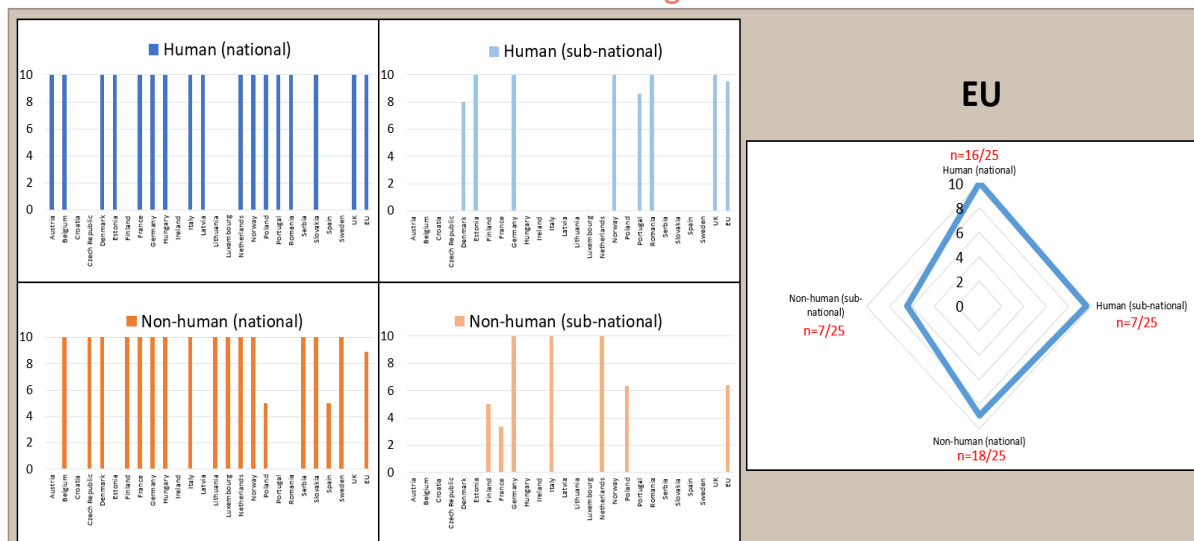 g
Human (national)
10
8
6
4
2
0
Austria
Belgium
Croatia
Czech Republic
Denmark
Estonia
Finland
France
Germany
Hungary
Ireland
Italy
Latvia
Lithuania
Luxembourg
Netherlands
Norway
Poland
Portugal
Romania
Serbia
Slovakia
Spain
Sweden
UK
EU
Human (sub-national)
10
8
6
4
2
0
Austria
Belgium
Croatia
Czech Republic
Denmark
Estonia
Finland
France
Germany
Hungary
Ireland
Italy
Latvia
Lithuania
Luxembourg
Netherlands
Norway
Poland
Portugal
Romania
Serbia
Slovakia
Spain
Sweden
UK
EU
Non-human (national)
10
8
6
4
2
0
Austria
Belgium
Croatia
Czech Republic
Denmark
Estonia
Finland
France
Germany
Hungary
Ireland
Italy
Latvia
Lithuania
Luxembourg
Netherlands
Norway
Poland
Portugal
Romania
Serbia
Slovakia
Spain
Sweden
UK
EU
Non-human (sub-national)
10
8
6
4
2
0
Austria
Belgium
Croatia
Czech Republic
Denmark
Estonia
Finland
France
Germany
Hungary
Ireland
Italy
Latvia
Lithuania
Luxembourg
Netherlands
Norway
Poland
Portugal
Romania
Serbia
Slovakia
Spain
Sweden
UK
EU
EU
n=16/25
Human (national)
10
8
6
4
2
0
Non-human (sub-
national)
n=7/25
Human (sub-national)
n=7/25
Non-human (national)
n=18/25